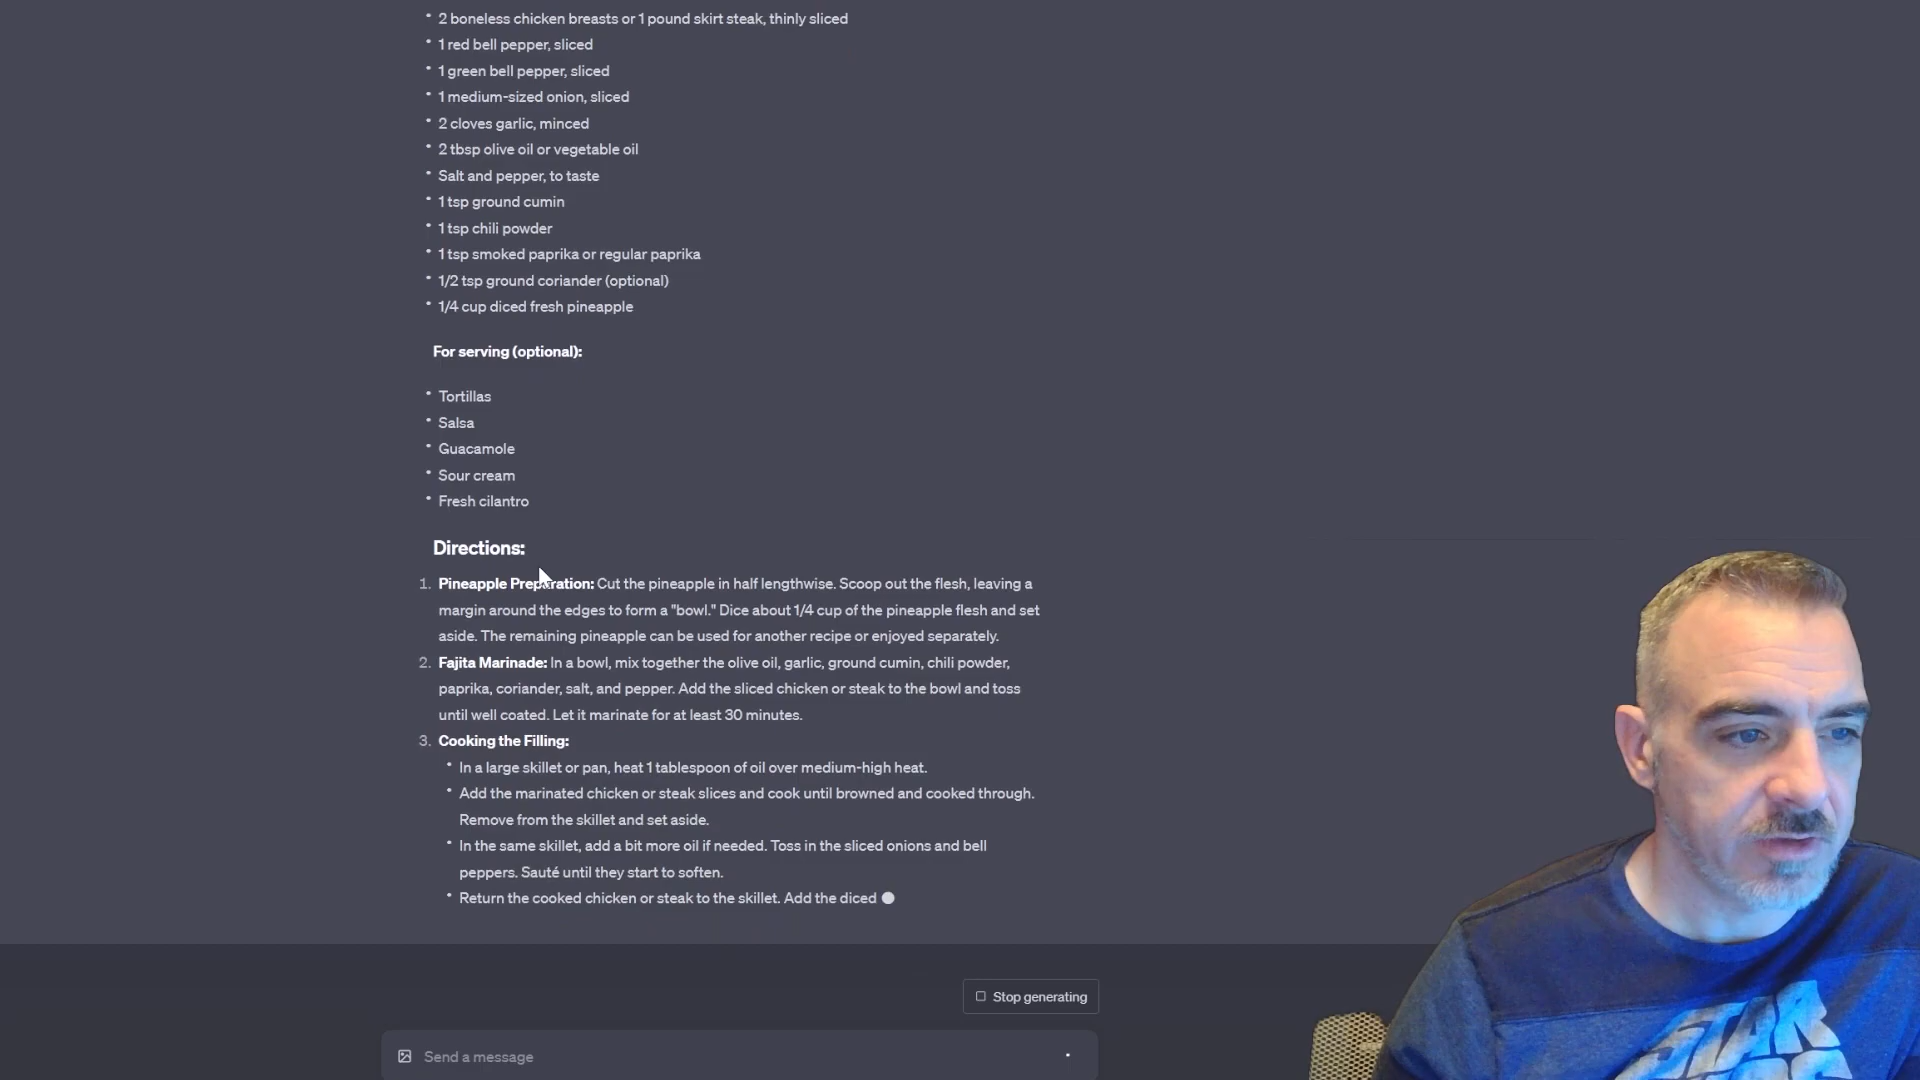 2 boneless chicken breasts or 1 pound skirt steak, thinly sliced
1 red bell pepper, sliced
1 green bell pepper, sliced
1 medium-sized onion, sliced
2 cloves garlic, minced
2 tbsp olive oil or vegetable oil
Salt and pepper, to taste
1 tsp ground cumin
1 tsp chili powder
1 tsp smoked paprika or regular paprika
1/2 tsp ground coriander (optional)
1/4 cup diced fresh pineapple
For serving (optional):
Tortillas
Salsa
Guacamole
Sour cream
Fresh cilantro
Directions:
1. Pineapple Preparation: Cut the pineapple in half lengthwise. Scoop out the flesh, leaving a
margin around the edges to form a "bowl." Dice about 1/4 cup of the pineapple flesh and set
aside. The remaining pineapple can be used for another recipe or enjoyed separately.
2. Fajita Marinade: In a bowl, mix together the olive oil, garlic, ground cumin, chili powder,
paprika, coriander, salt, and pepper. Add the sliced chicken or steak to the bowl and toss
until well coated. Let it marinate for at least 30 minutes.
3. Cooking the Filling:
In a large skillet or pan, heat 1 tablespoon of oil over medium-high heat.
Add the marinated chicken or steak slices and cook until browned and cooked through.
Remove from the skillet and set aside.
In the same skillet, add a bit more oil if needed. Toss in the sliced onions and bell
peppers. Sauté until they start to soften.
Return the cooked chicken or steak to the skillet. Add the diced
Stop generating
Send a message
STAR